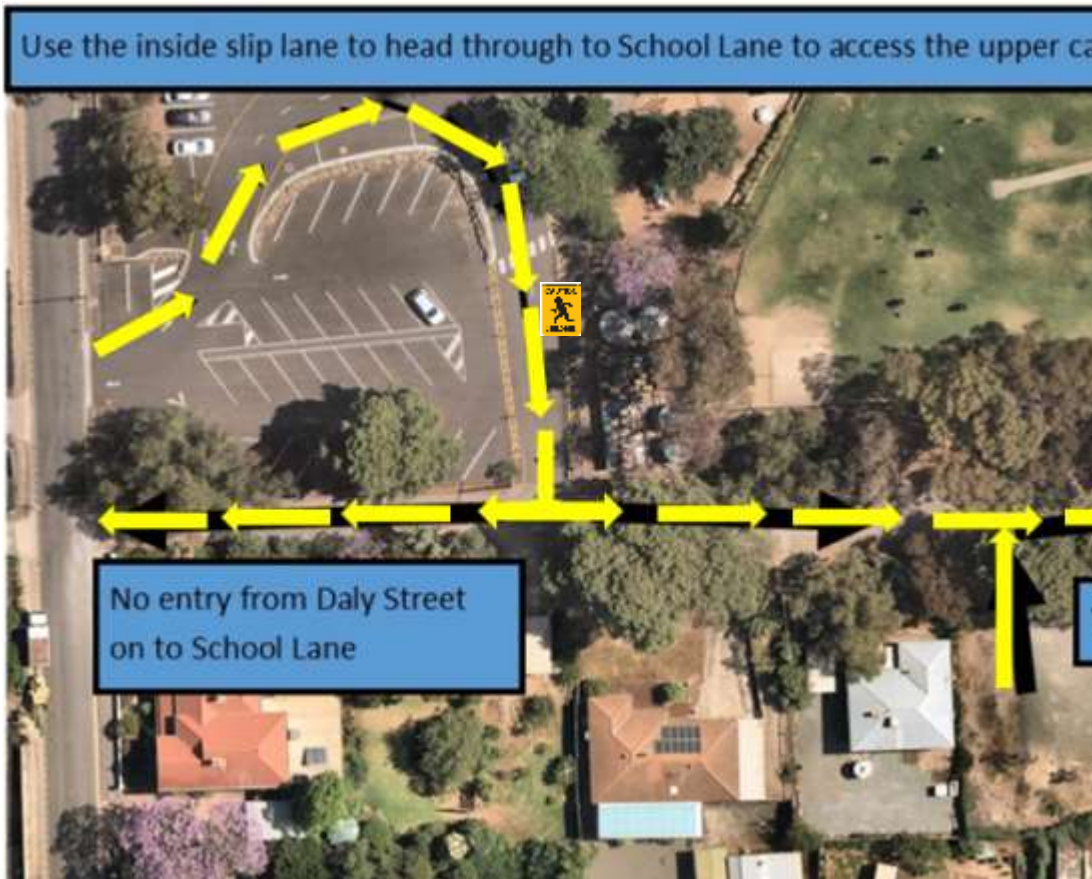 Use the inside slip lane to head through to School Lane to access the upper ca
No entry from Daly Street
on to School Lane